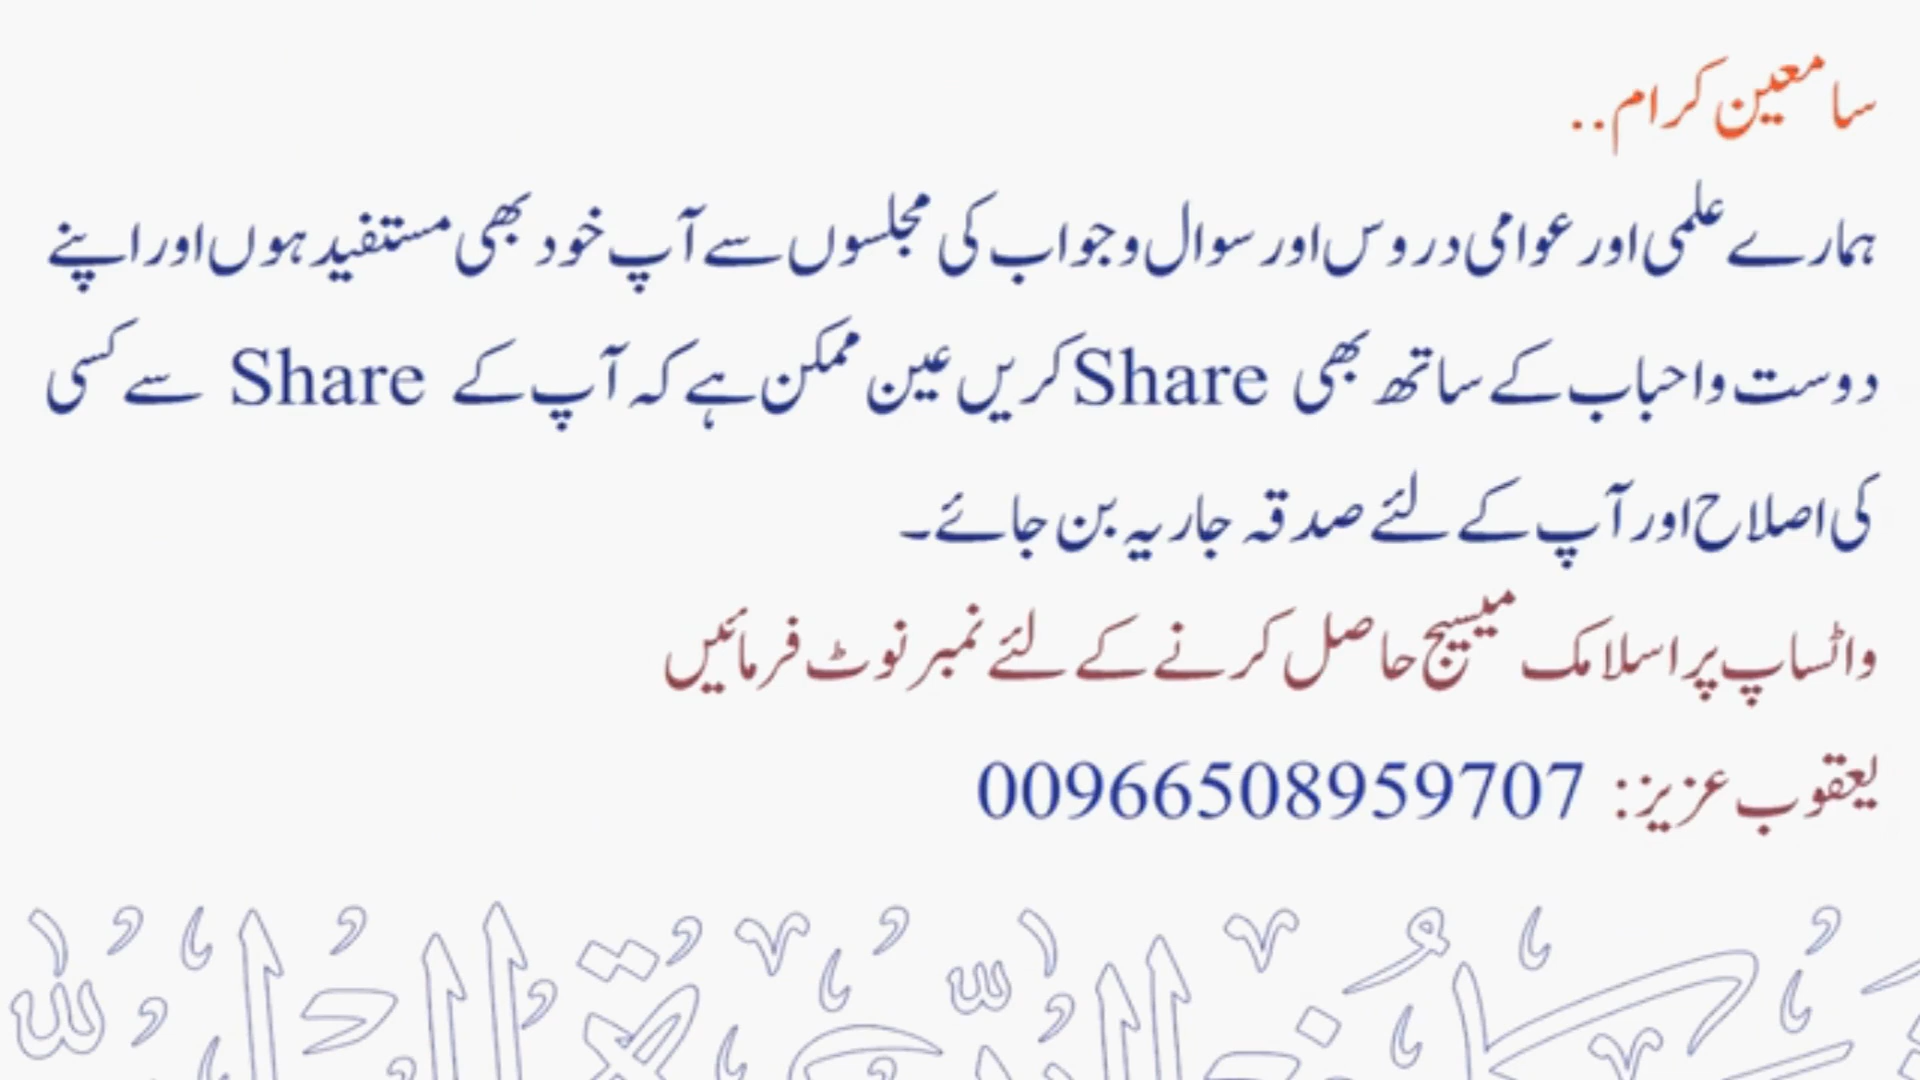 سامعین کرام..
ہمارے علمی اور عوامی دروس اور سوال وجواب کی مجلسوں سے آپ خود بھی مستفید ہوں اور اپنے
دوست واحباب کے ساتھ بھی Share کریں عین ممکن ہے کہ آپ کے Share سے کسی
کی اصلاح اور آپ کے لئے صدقہ جاریہ بن جائے۔
واٹساپ پر اسلامک میسیج حاصل کرنے کے لئے نمبر نوٹ فرمائیں
یعقوب عزیز: 00966508959707